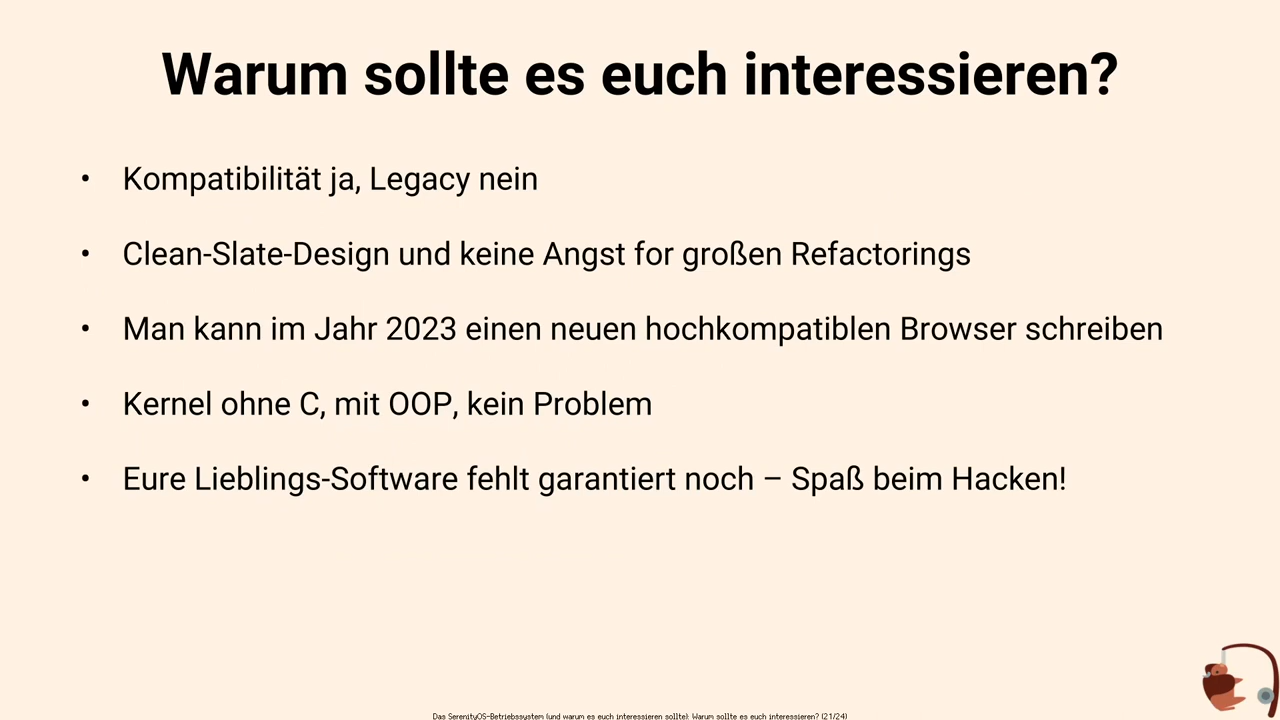 Warum sollte es euch interessieren?
• Kompatibilität ja, Legacy nein
• Clean-Slate-Design und keine Angst for großen Refactorings
• Man kann im Jahr 2023 einen neuen hochkompatiblen Browser schreiben
• Kernel ohne C, mit OOP, kein Problem
• Eure Lieblings-Software fehlt garantiert noch – Spaß beim Hacken!
Das SerenityOS-Betriebssystem (und warum es euch interessieren sollte): Warum sollte es euch interessieren? (21/24)